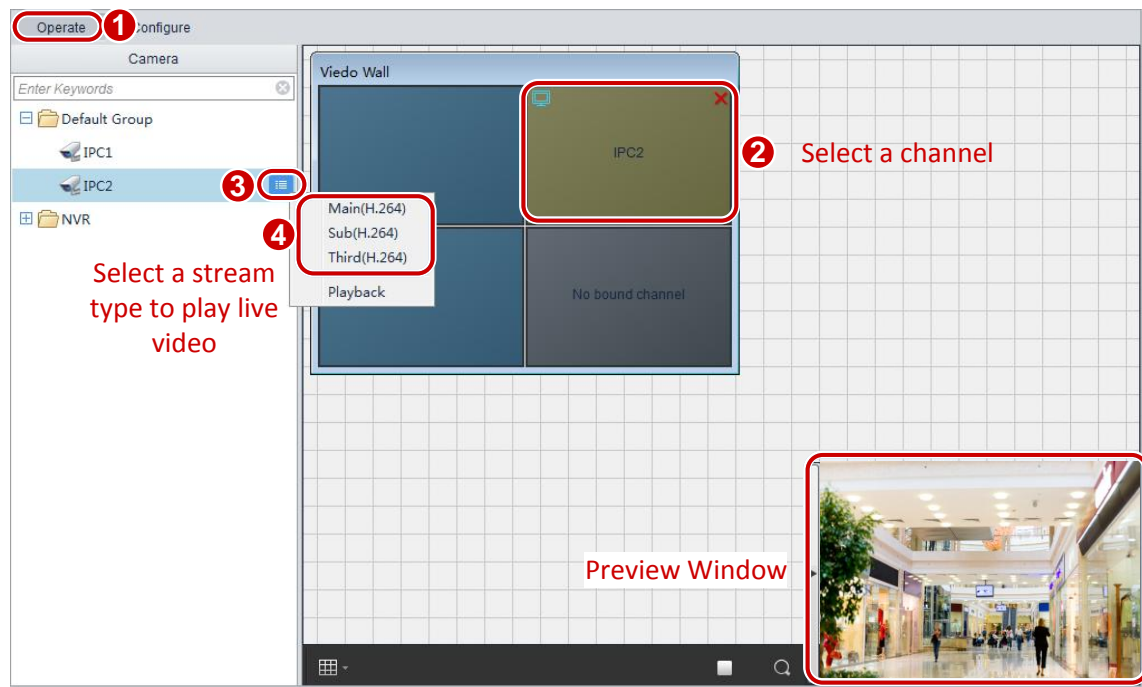 Operate
1
Configure
Camera
Enter Keywords
Default Group
IPC1
IPC2
3
NVR
Select a stream
type to play live
video
Viedo Wall
IPC2
2
Select a channel
4
Main(H.264)
Sub(H.264)
Third(H.264)
Playback
No bound channel
Preview Window